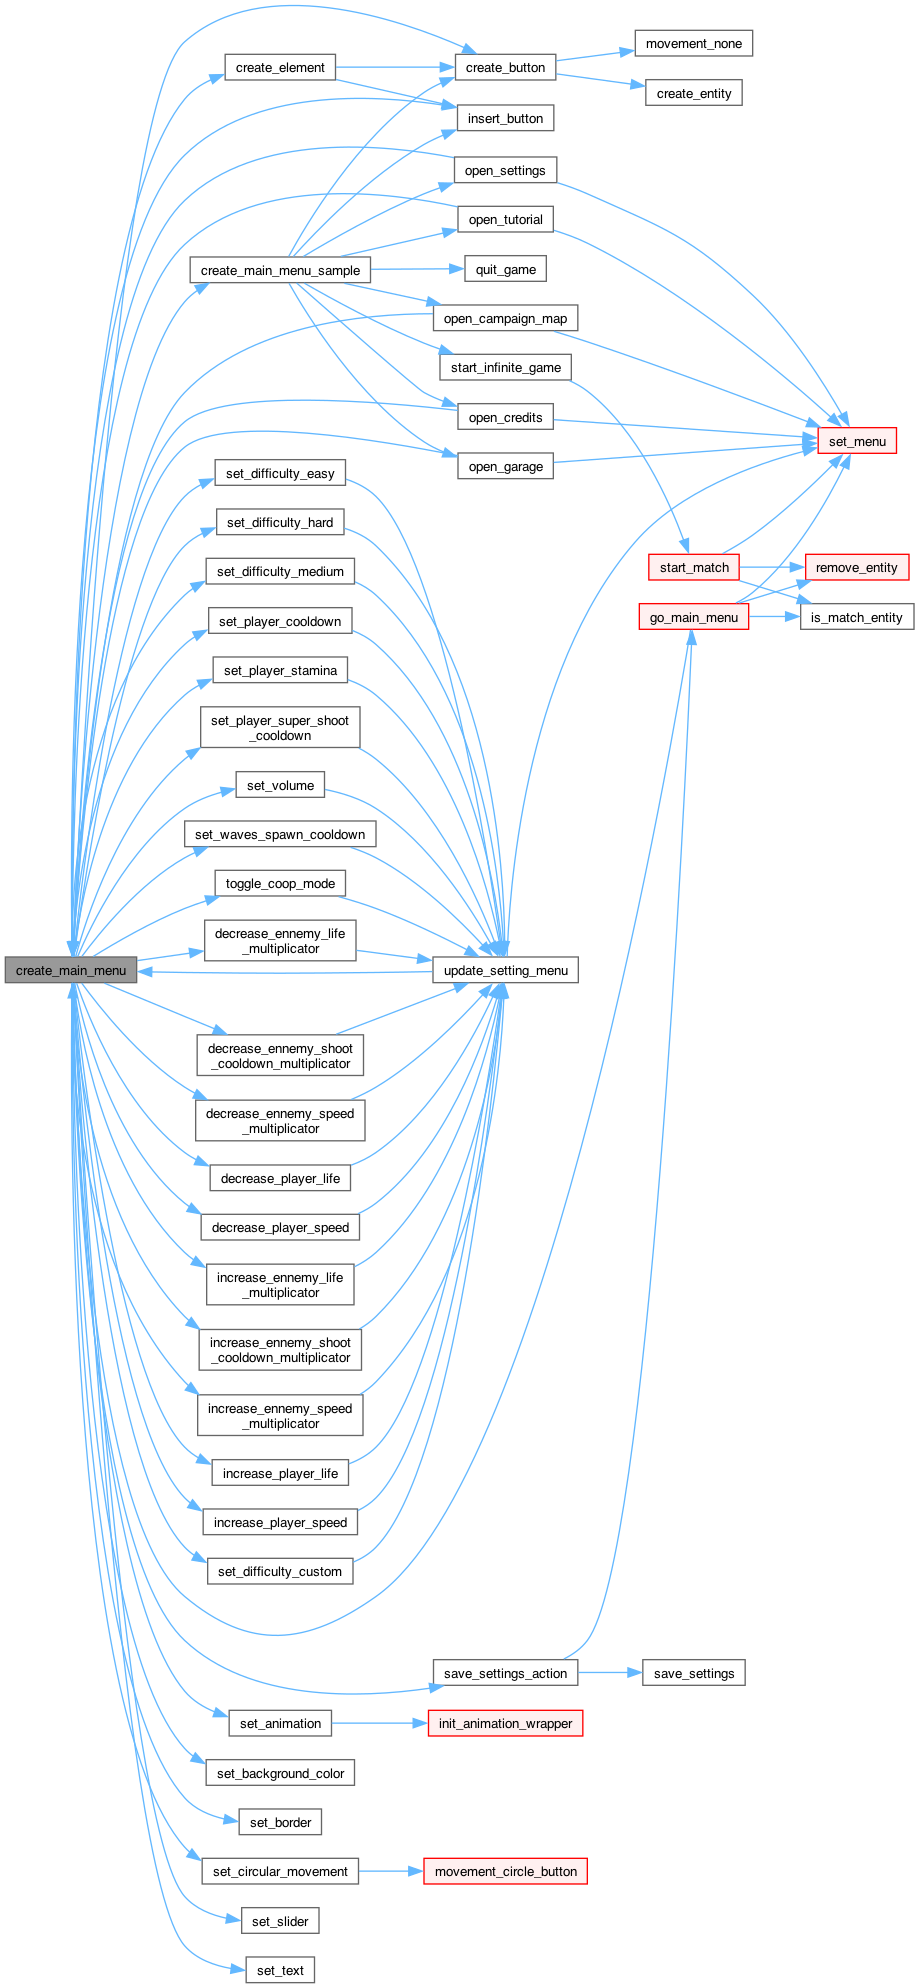 movement_none
create_element
create_button
create_entity
insert_button
open_settings
open_tutorial
create_main_menu_sample
quit_game
open_campaign_map
start_infinite_game
open_credits
set_menu
open_garage
set_difficulty_easy
set_difficulty_hard
start_match
remove_entity
set_difficulty_medium
go_main_menu
is_match_entity
set_player_cooldown
set_player_stamina
set_player_super_shoot
_cooldown
set_volume
set_waves_spawn_cooldown
toggle_coop_mode
decrease_ennemy_life
_multiplicator
create_main_menu
update_setting_menu
decrease_ennemy_shoot
_cooldown_multiplicator
decrease_ennemy_speed
_multiplicator
decrease_player_life
decrease_player_speed
increase_ennemy_life
_multiplicator
increase_ennemy_shoot
_cooldown_multiplicator
increase_ennemy_speed
_multiplicator
increase_player_life
increase_player_speed
set_difficulty_custom
save_settings_action
save_settings
set_animation
init_animation_wrapper
set_background_color
set_border
set_circular_movement
movement_circle_button
set_slider
set_text